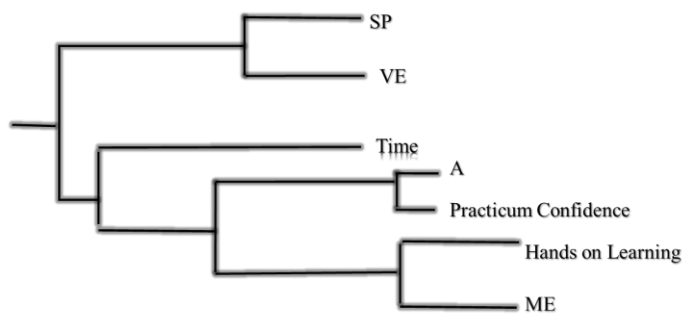 SP
VE
Time
A
Practicum Confidence
Hands on Learning
ME